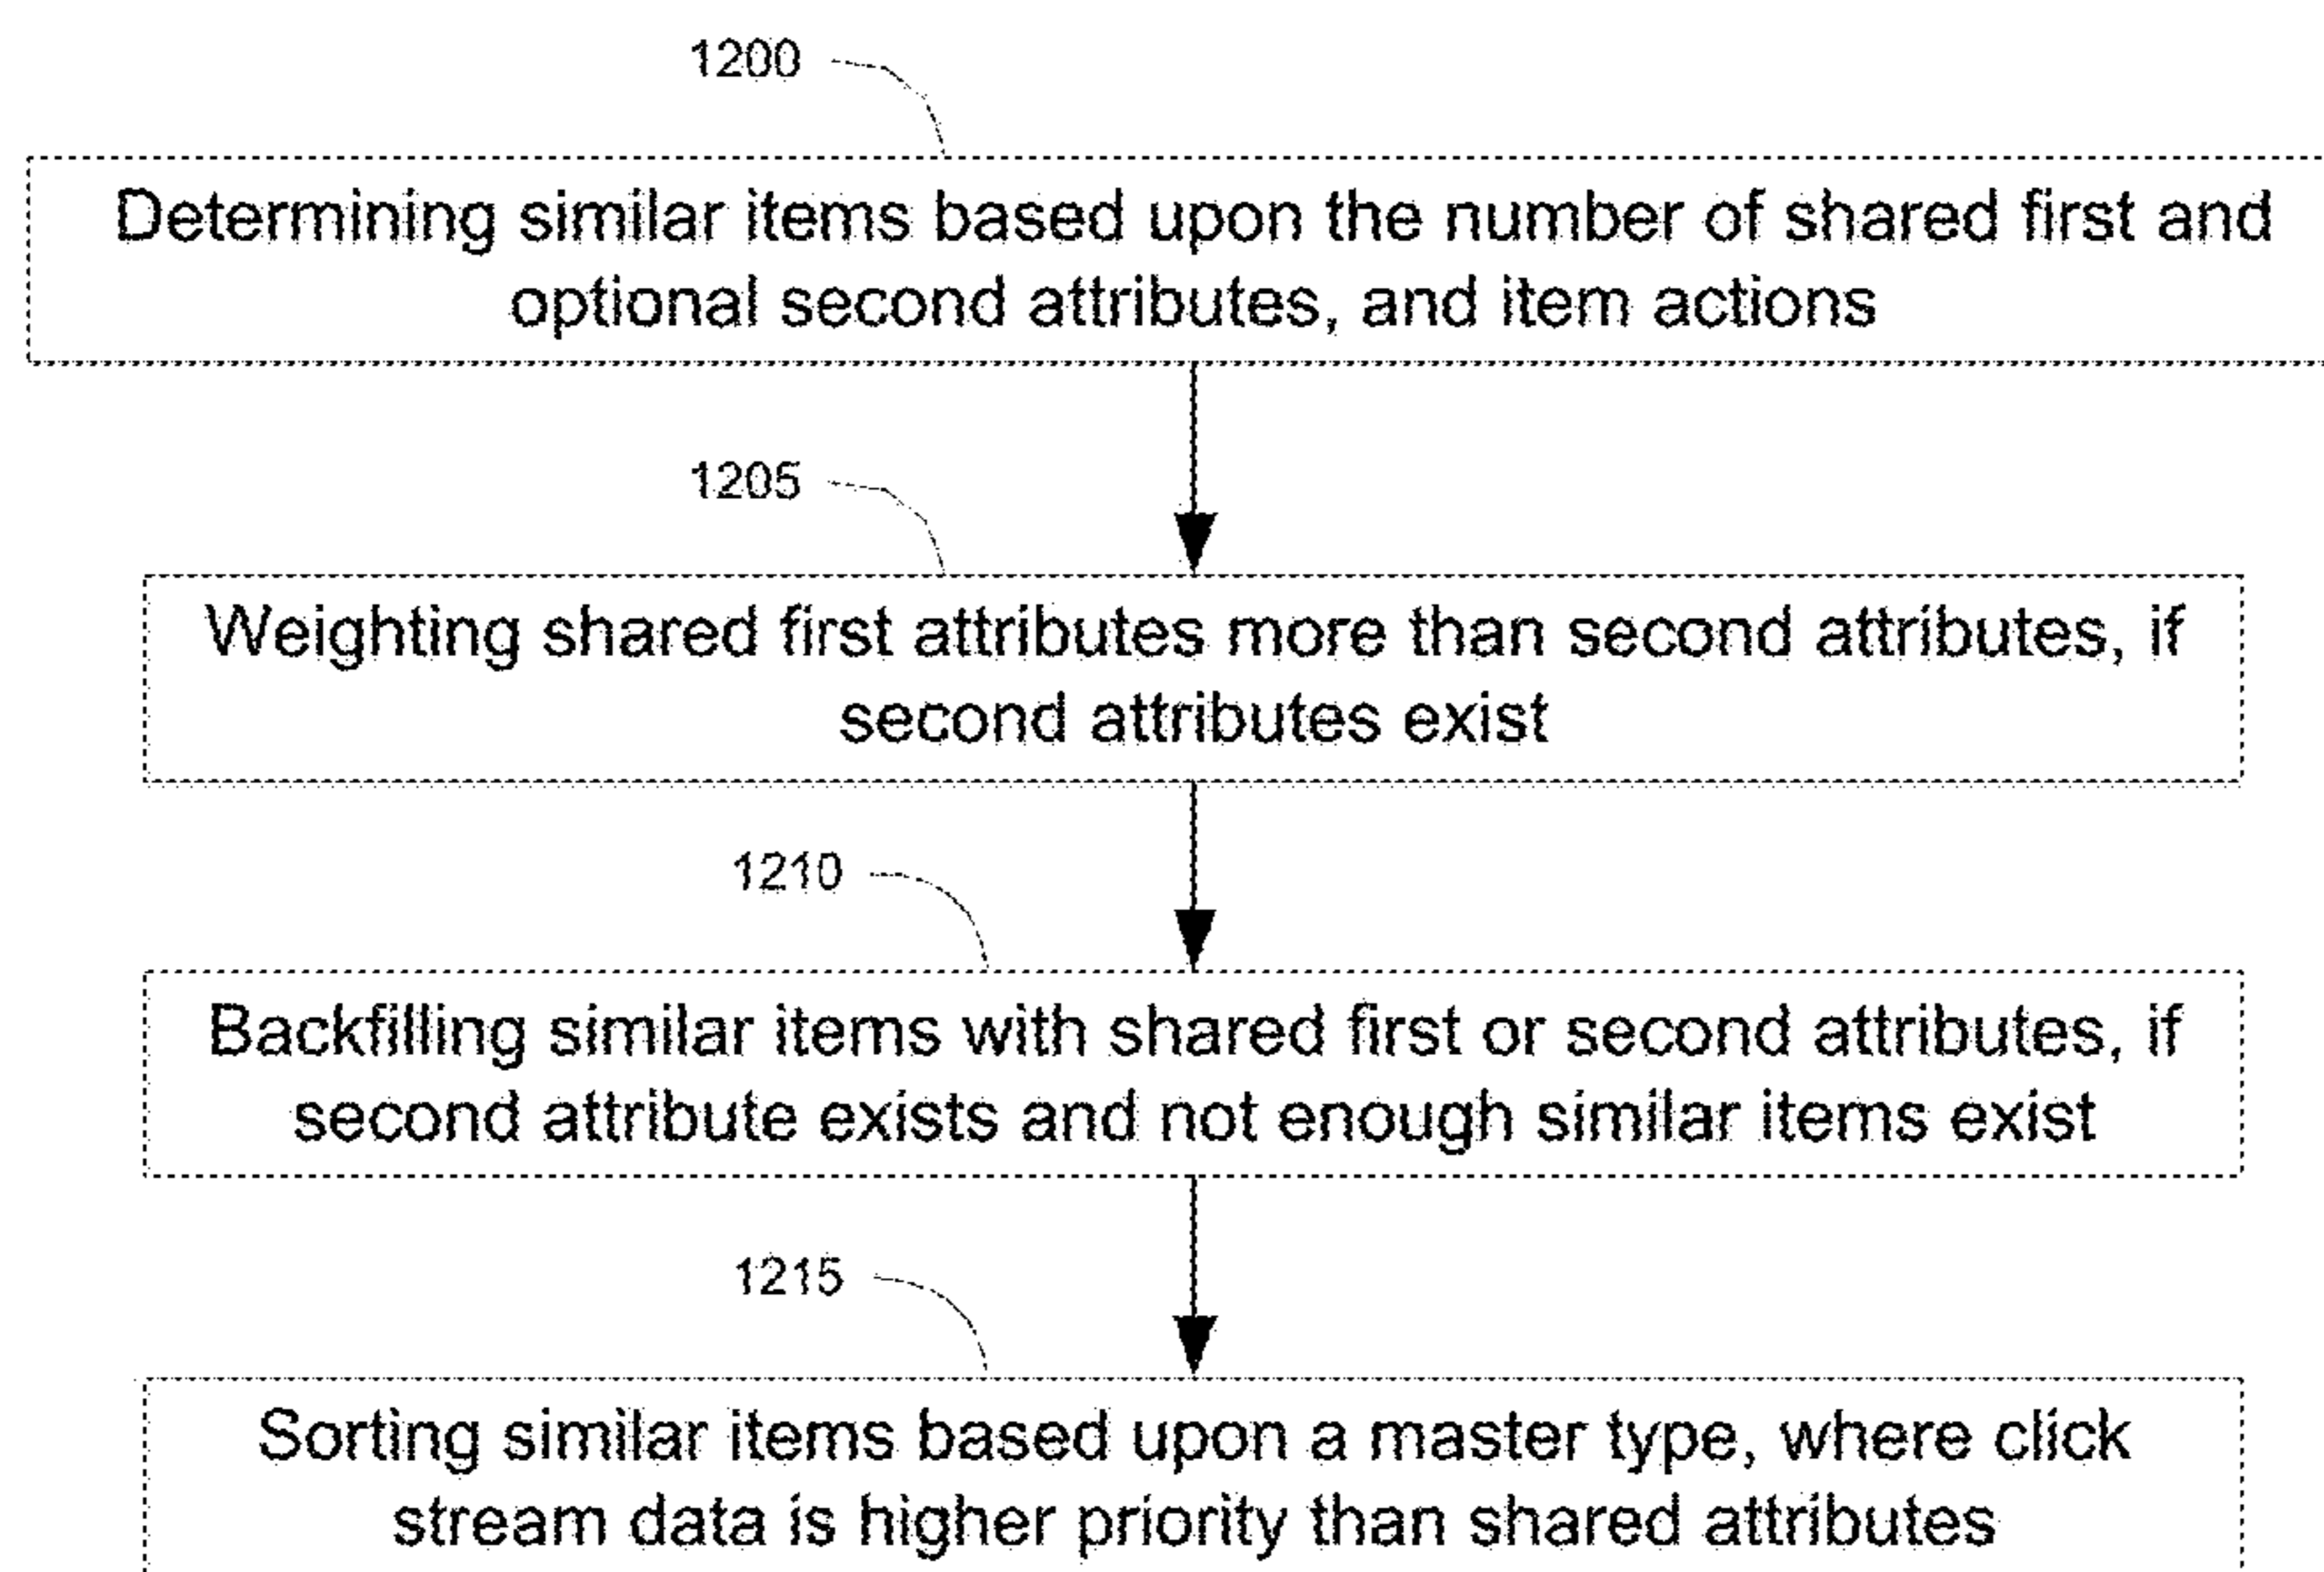 1200
Determining similar items based upon the number of shared first and
optional second attributes, and item actions
1205
Weighting shared first attributes more than second attributes, if
second attributes exist
1210
Backfilling similar items with shared first or second attributes, if
second attribute exists and not enough similar items exist
1215
Sorting similar items based upon a master type, where click
stream data is higher priority than shared attributes